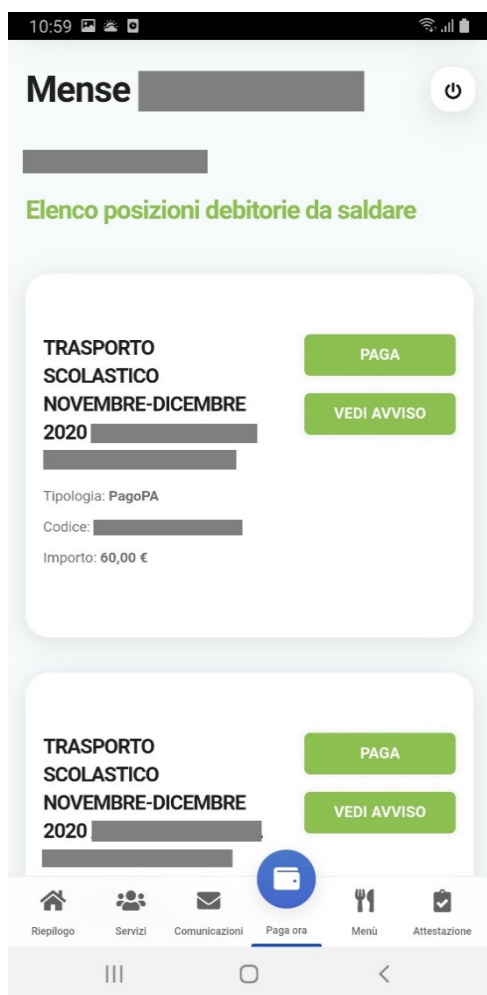 10:59
Mense
Elenco posizioni debitorie da saldare
TRASPORTO
SCOLASTICO
NOVEMBRE-DICEMBRE
2020
PAGA
VEDI AVVISO
Tipologia: PagoPA
Codice:
Importo: 60,00 €
TRASPORTO
SCOLASTICO
NOVEMBRE-DICEMBRE
2020
PAGA
VEDI AVVISO
Riepilogo Servizi Comunicazioni Paga ora Menù Attestazione